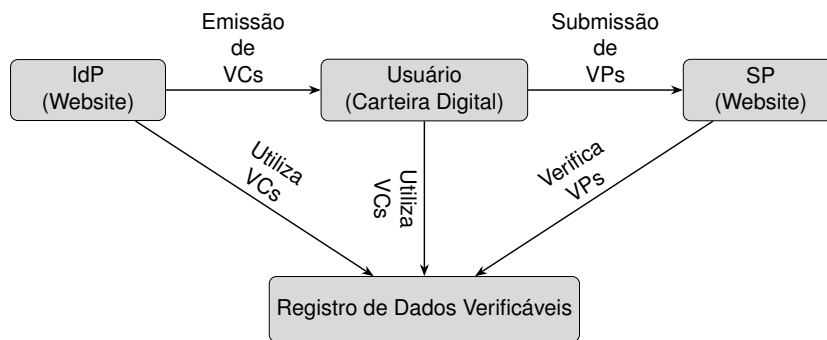 Emissão
de
VCs
Submissão
de
VPs
IdP
(Website)
Usuário
(Carteira Digital)
SP
(Website)
Utiliza
VCs
Utiliza
VCs
Verifica
VPs
Registro de Dados Verificáveis